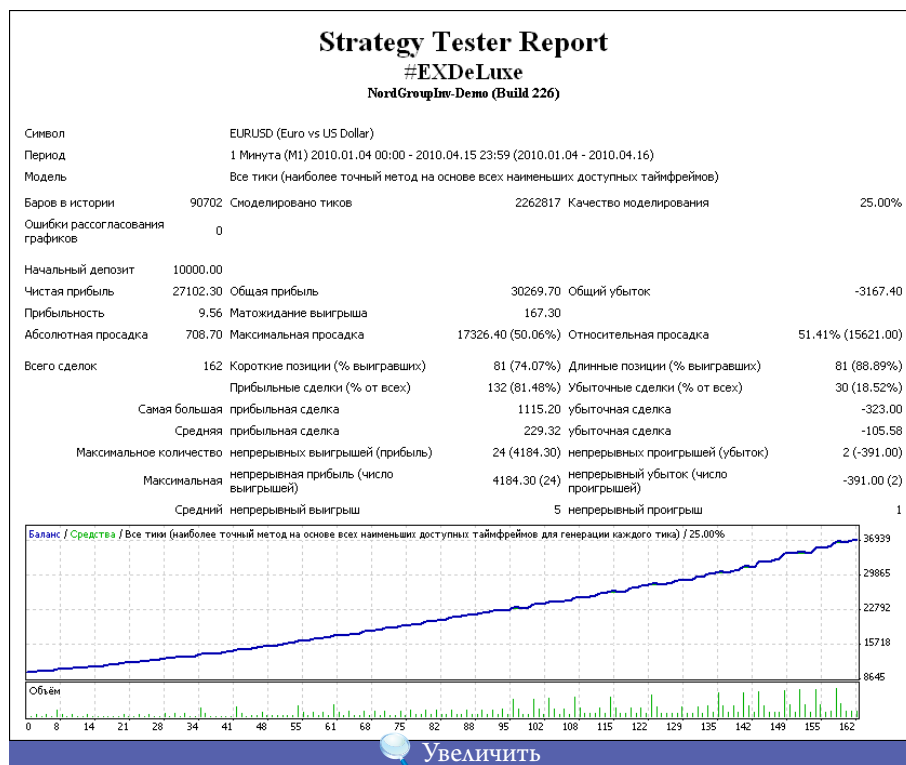 Strategy Tester Report
#EXDeLuxe
NordGroupInv-Demo (Build 226)
Символ EURUSD (Euro vs US Dollar)
Период 1 Минута (M1) 2010.01.04 00:00 - 2010.04.15 23:59 (2010.01.04 - 2010.04.16)
Модель Все тики (наиболее точный метод на основе всех наименьших доступных таймфреймов)
Баров в истории 90702 Смоделировано тиков 2262817 Качество моделирования 25.00%
Ошибки рассогласования графиков 0
Начальный депозит 10000.00
Чистая прибыль 27102.30 Общая прибыль 30269.70 Общий убыток -3167.40
Прибыльность 9.56 Матожидание выигрыша 167.30
Абсолютная просадка 708.70 Максимальная просадка 17326.40 (50.06%) Относительная просадка 51.41% (15621.00)
Всего сделок 162 Короткие позиции (% выигравших) 81 (74.07%) Длинные позиции (% выигравших) 81 (88.89%)
Прибыльные сделки (% от всех) 132 (81.48%) Убыточные сделки (% от всех) 30 (18.52%)
Самая большая прибыльная сделка 1115.20 убыточная сделка -323.00
Средняя прибыльная сделка 229.32 убыточная сделка -105.58
Максимальное количество непрерывных выигрышей (прибыль) 24 (4184.30) непрерывных проигрышей (убыток) 2 (-391.00)
Максимальная непрерывная прибыль (число выигрышей) 4184.30 (24) непрерывный убыток (число проигрышей) -391.00 (2)
Средний непрерывный выигрыш 5 непрерывный проигрыш 1
Баланс / Средства / Все тики (наиболее точный метод на основе всех наименьших доступных таймфреймов для генерации каждого тика) / 25.00%
36939
29865
22792
15718
8645
Объём
0 8 14 21 28 34 41 48 55 61 68 75 82 88 95 102 108 115 122 129 135 142 149 155 162
Увеличить